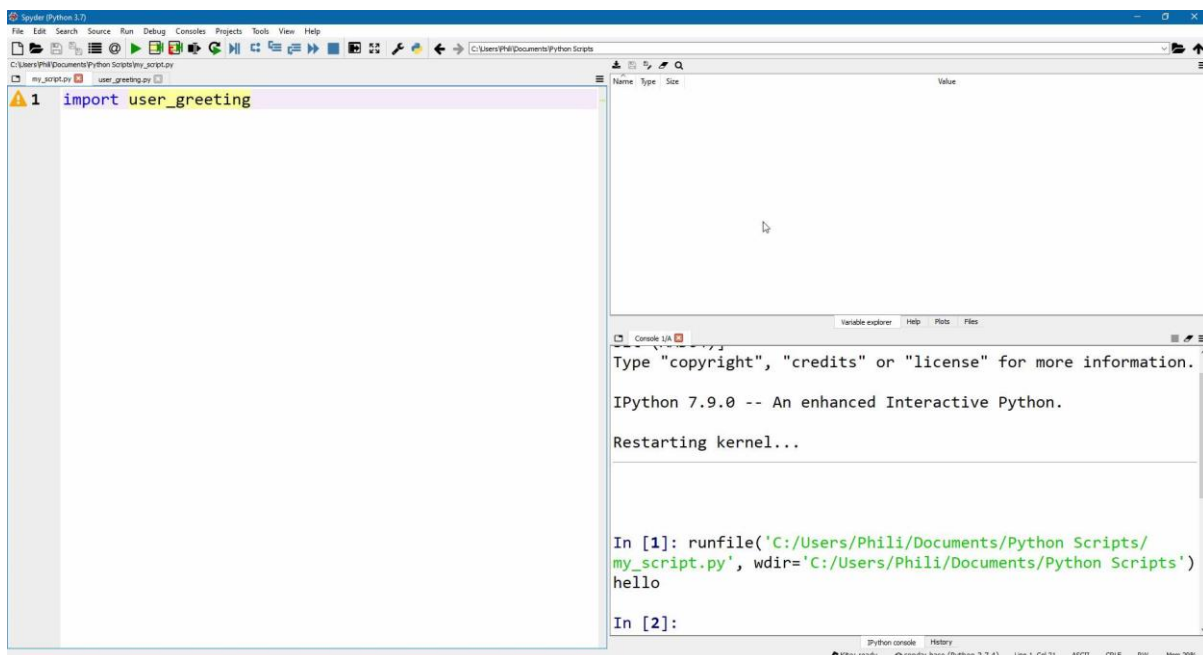 Spyder (Python 3.7)
File Edit Search Source Run Debug Consoles Projects Tools View Help
C:\Users\Phili\Documents\Python Scripts
C:\Users\Phili\Documents\Python Scripts\my_script.py
my_script.py user_greeting.py
1 import user_greeting
Name Type Size Value
Variable explorer Help Plots Files
Console 1/A
Type "copyright", "credits" or "license" for more information.
IPython 7.9.0 -- An enhanced Interactive Python.
Restarting kernel...
In [1]: runfile('C:/Users/Phili/Documents/Python Scripts/
my_script.py', wdir='C:/Users/Phili/Documents/Python Scripts')
hello
In [2]:
IPython console History